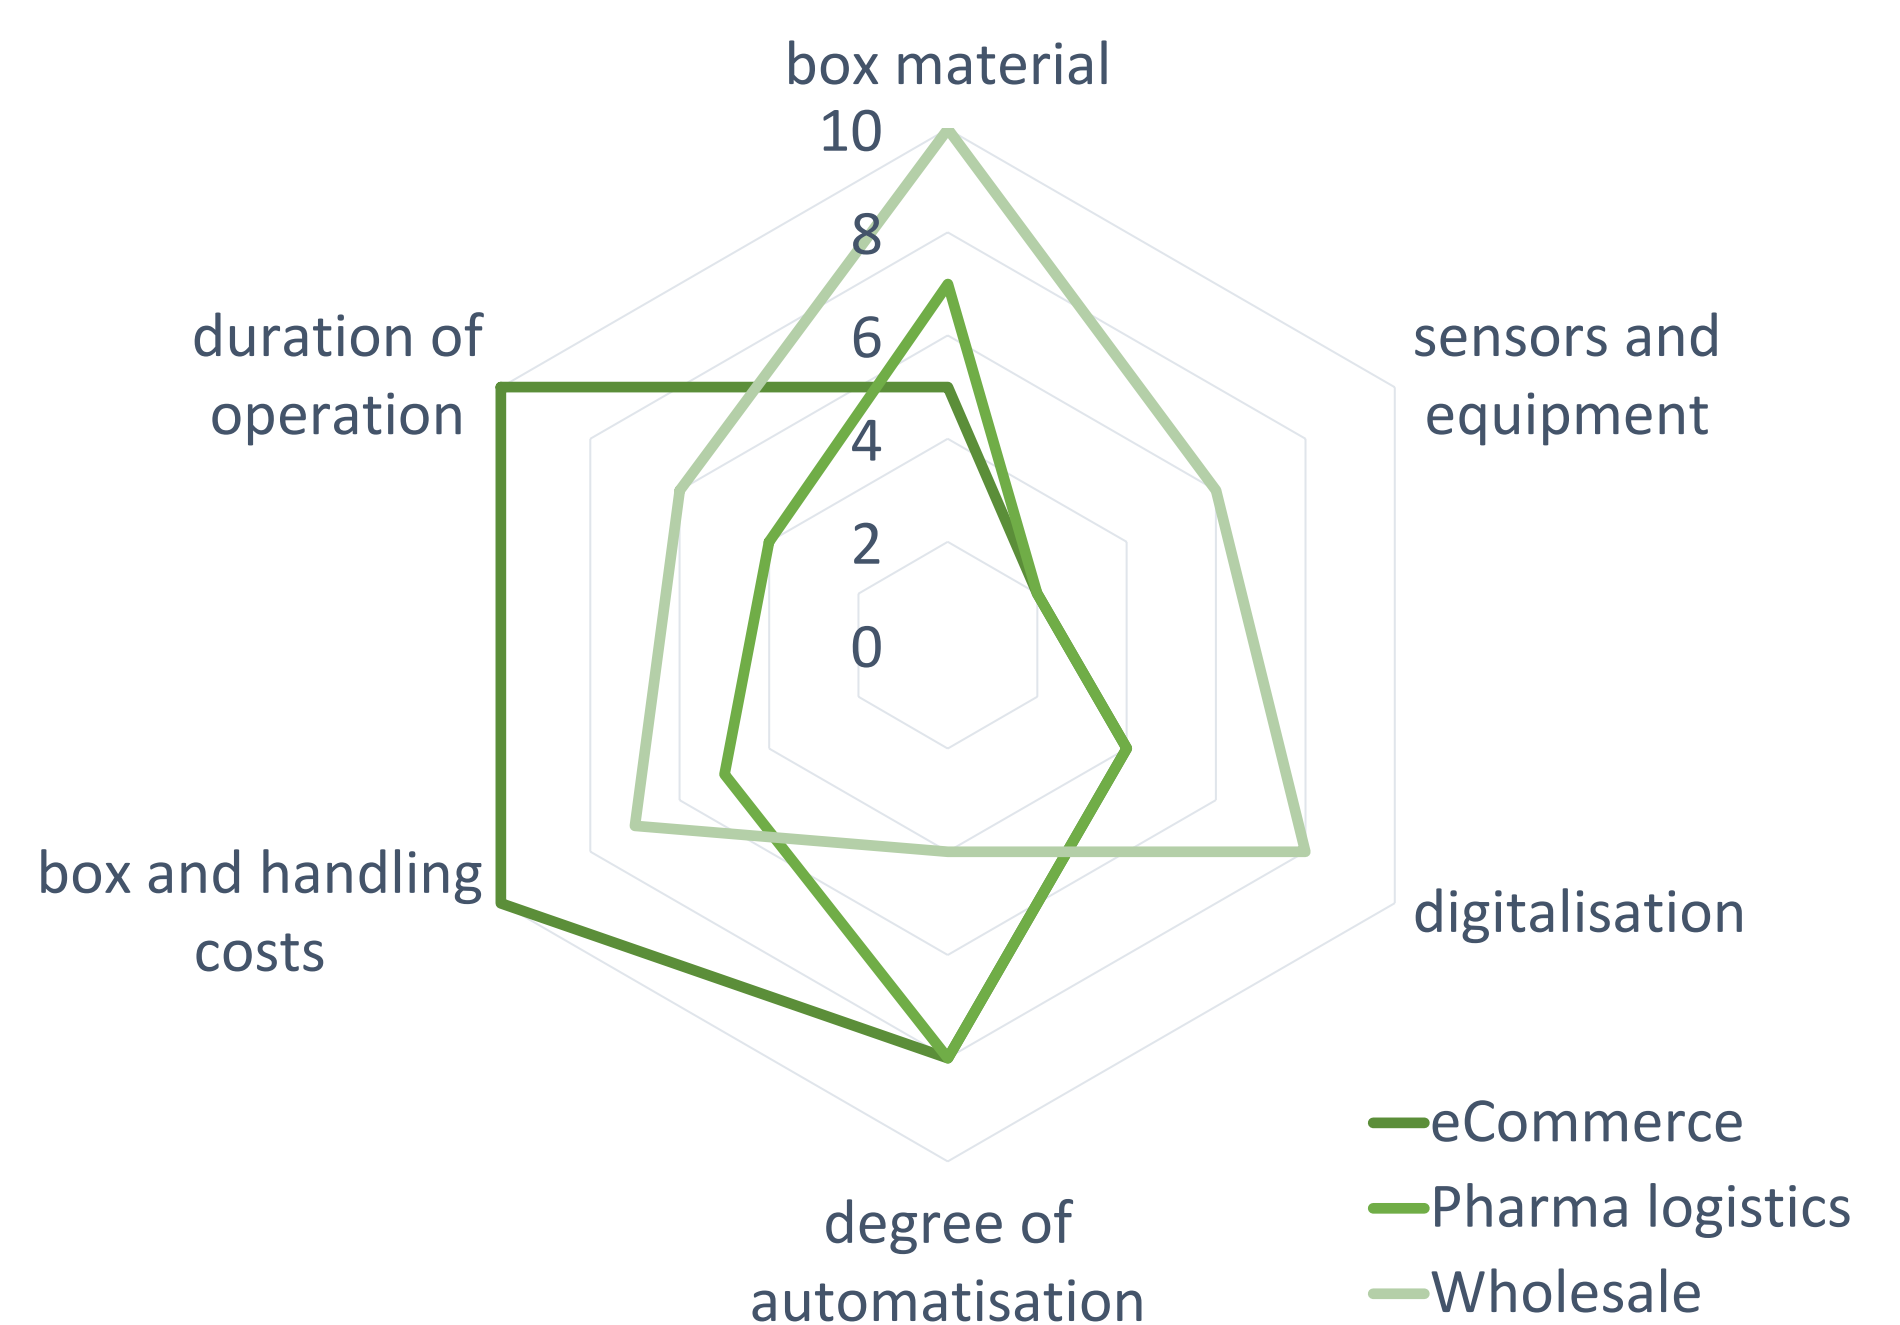 box material
10
8
6
4
2
0
sensors and
equipment
digitalisation
degree of
automatisation
box and handling
costs
duration of
operation
eCommerce
Pharma logistics
Wholesale